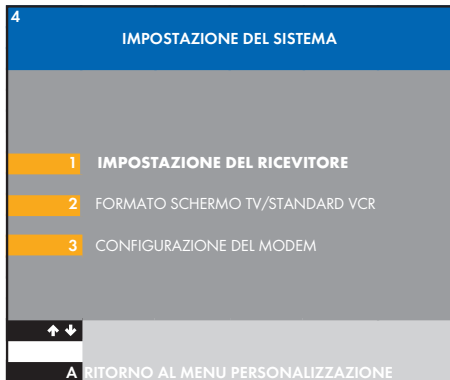 4
IMPOSTAZIONE DEL SISTEMA
1 IMPOSTAZIONE DEL RICEVITORE
2 FORMATO SCHERMO TV/STANDARD VCR
3 CONFIGURAZIONE DEL MODEM
A RITORNO AL MENU PERSONALIZZAZIONE